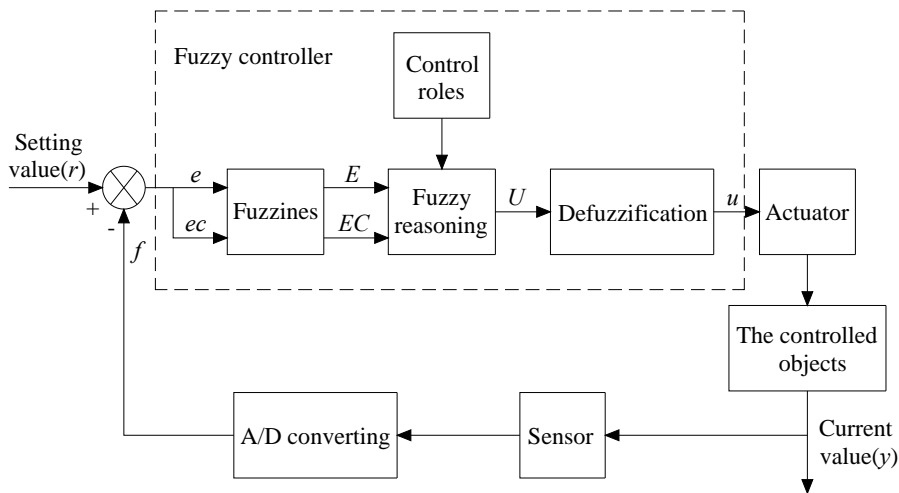 Fuzzy controller
Control
roles
Setting
value(r)
+
-
e
ec
f
Fuzzines
E
EC
Fuzzy
reasoning
U
Defuzzification
u
Actuator
The controlled
objects
A/D converting
Sensor
Current
value(y)